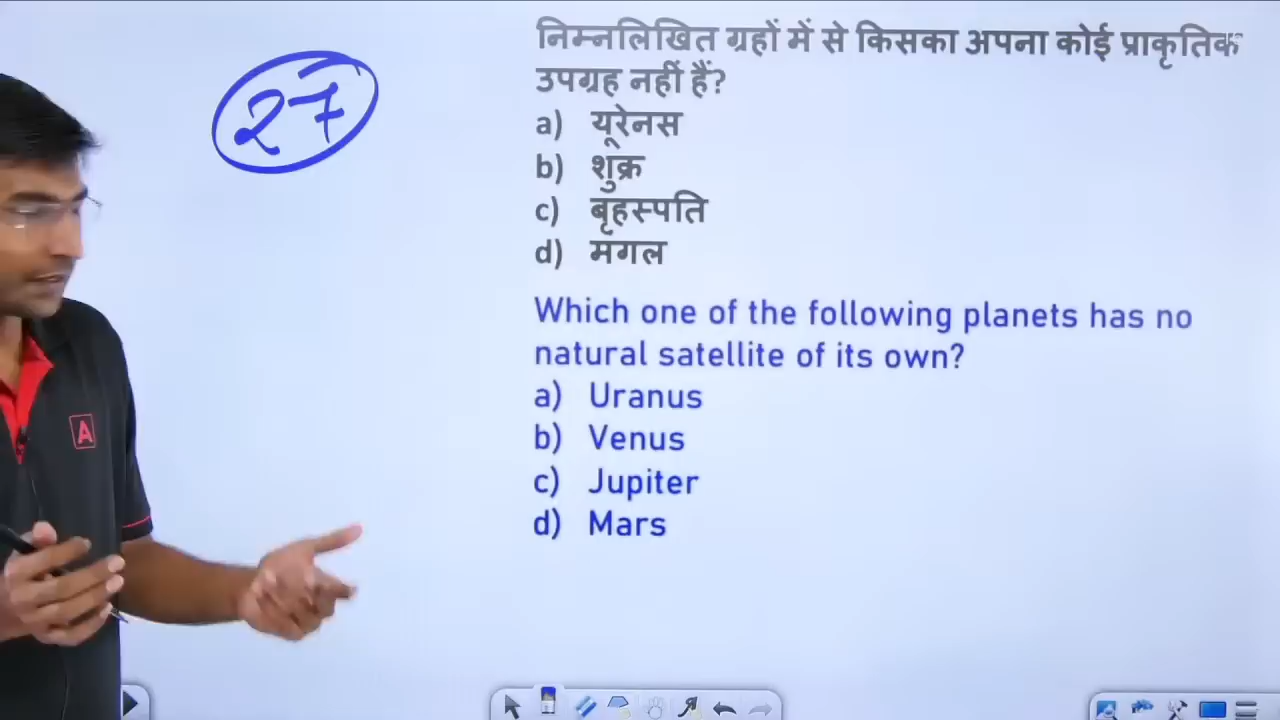 27
निम्नलिखित ग्रहों में से किसका अपना कोई प्राकृतिक
उपग्रह नहीं हैं?
a) यूरेनस
b) शुक्र
c) बृहस्पति
d) मगल
Which one of the following planets has no
natural satellite of its own?
a) Uranus
b) Venus
c) Jupiter
d) Mars
A